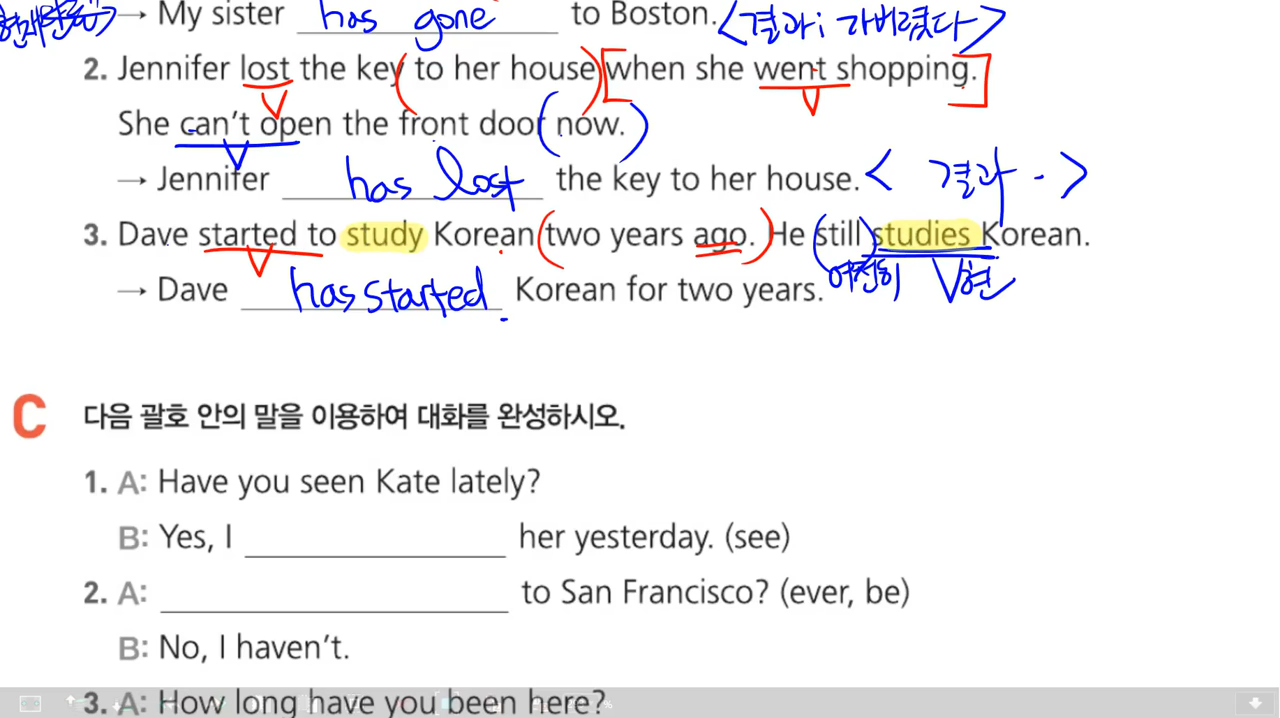 → My sister has gone to Boston. <결과; 가버렸다>
2. Jennifer lost the key to her house when she went shopping.
She can't open the front door now.
→ Jennifer has lost the key to her house. < 결과 - >
3. Dave started to study Korean two years ago. He still studies Korean.
여전히 현
→ Dave has started Korean for two years.
C 다음 괄호 안의 말을 이용하여 대화를 완성하시오.
1. A: Have you seen Kate lately?
B: Yes, I ____ her yesterday. (see)
2. A: ____ to San Francisco? (ever, be)
B: No, I haven't.
3. A: How long have you been here?